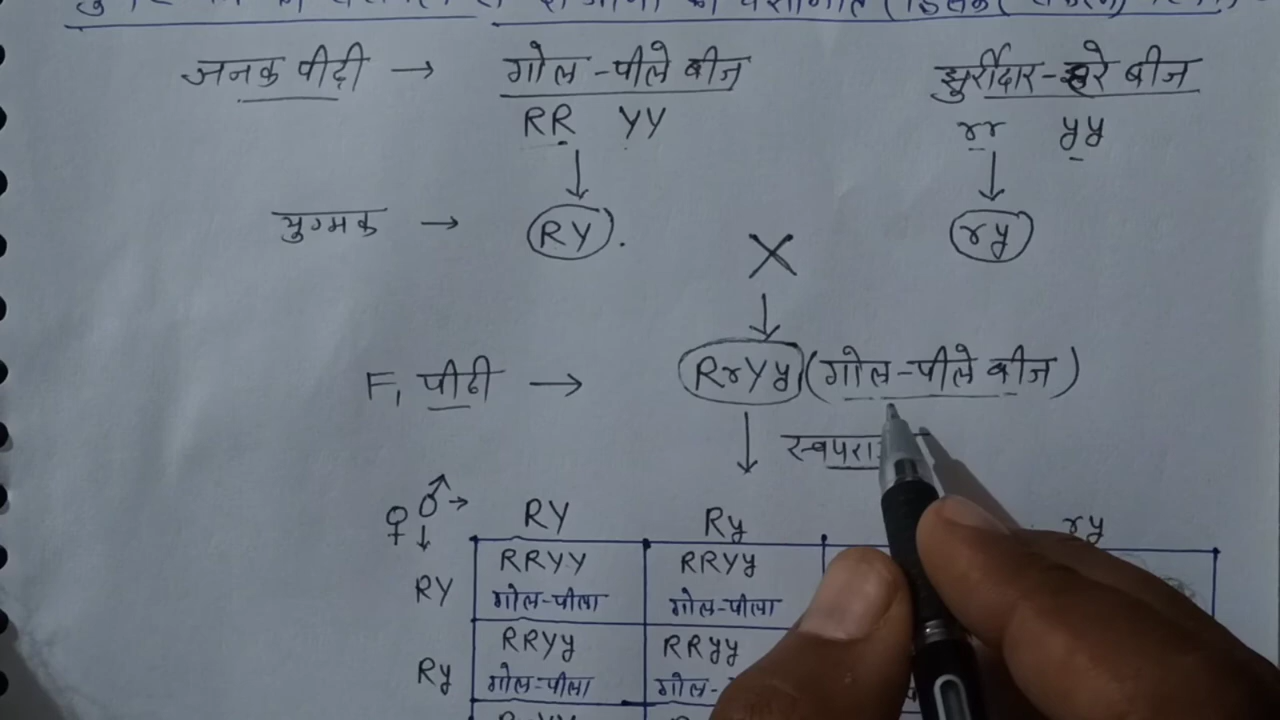 जनक पीढ़ी → गोल-पीले बीज झुर्रीदार-हरे बीज
RR YY rr yy
युग्मक → RY. ry
X
F1 पीढी → RrYy (गोल-पीले बीज)
♀ ♂ → RY Ry ry
RY RRYY RRYy
गोल-पीला गोल-पीला
Ry RRYy RRyy
गोल-पीला गोल-